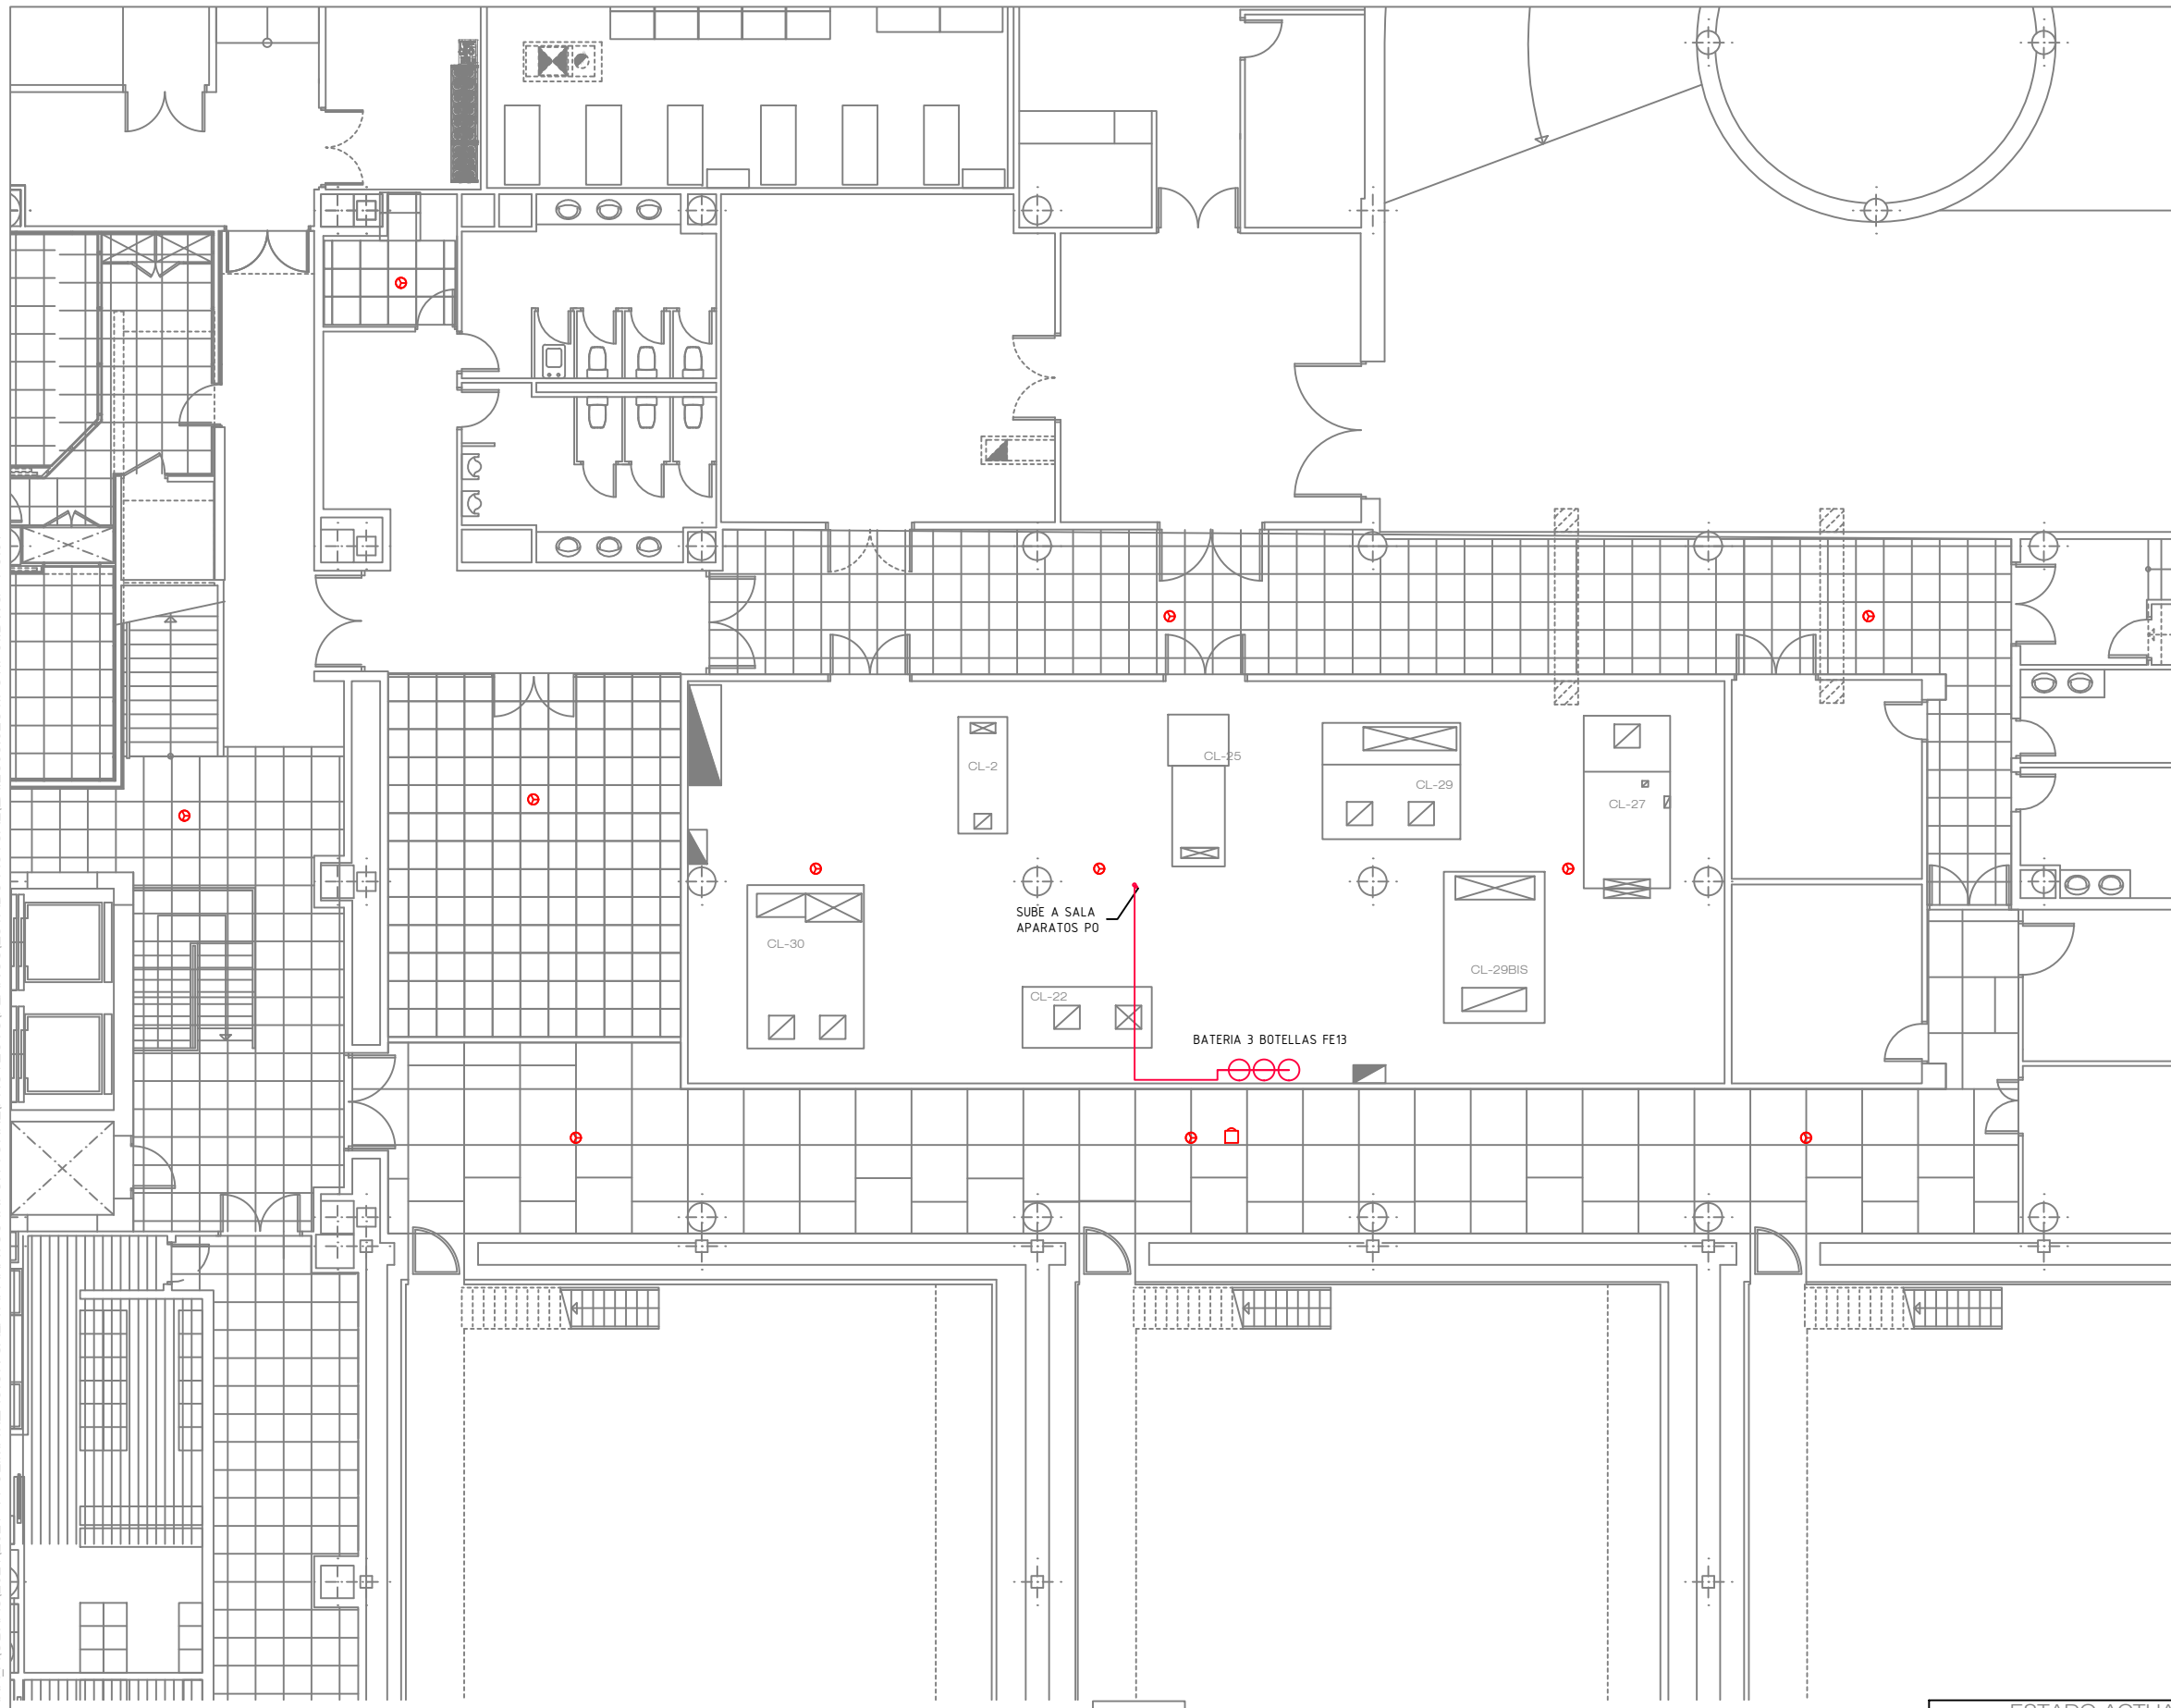 CL-2
CL-25
CL-29
CL-27
SUBE A SALA
APARATOS P0
CL-30
CL-29BIS
CL-22
BATERIA 3 BOTELLAS FE13